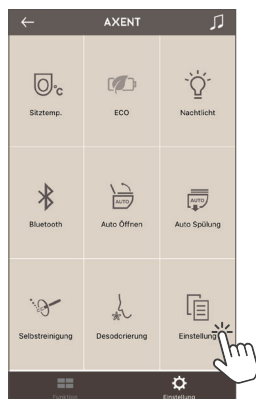 AXENT
°C
Sitztemp.
ECO
Nachtlicht
AUTO
AUTO
Bluetooth
Auto Öffnen
Auto Spülung
Selbstreinigung
Desodorierung
Einstellung
Funktion
Einstellung